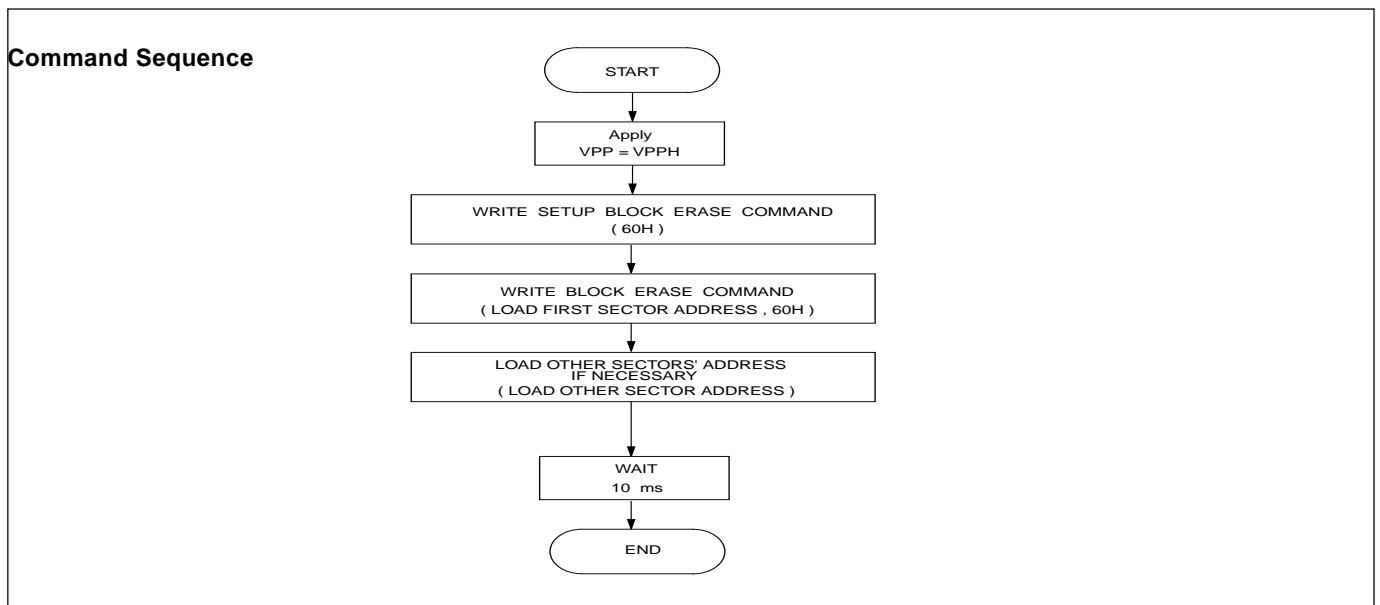 Command Sequence
START
Apply
VPP = VPPH
WRITE SETUP BLOCK ERASE COMMAND
( 60H )
WRITE BLOCK ERASE COMMAND
( LOAD FIRST SECTOR ADDRESS , 60H )
LOAD OTHER SECTORS' ADDRESS
IF NECESSARY
( LOAD OTHER SECTOR ADDRESS )
WAIT
10 ms
END